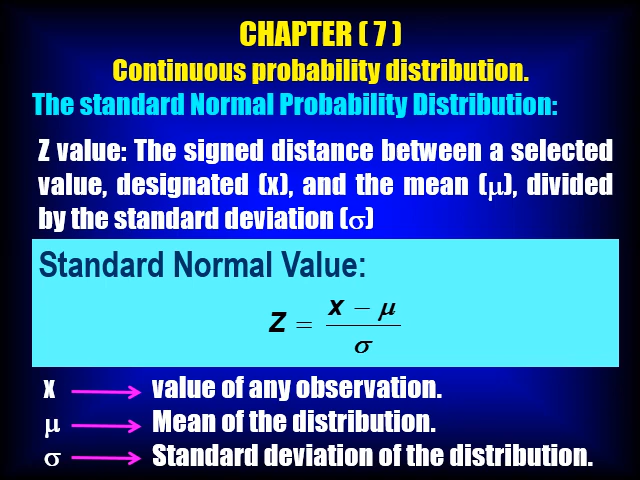 CHAPTER ( 7 )
Continuous probability distribution.
The standard Normal Probability Distribution:
Z value: The signed distance between a selected
value, designated (x), and the mean (μ), divided
by the standard deviation (σ)
Standard Normal Value:
Z = (x − μ) / σ
x → value of any observation.
μ → Mean of the distribution.
σ → Standard deviation of the distribution.